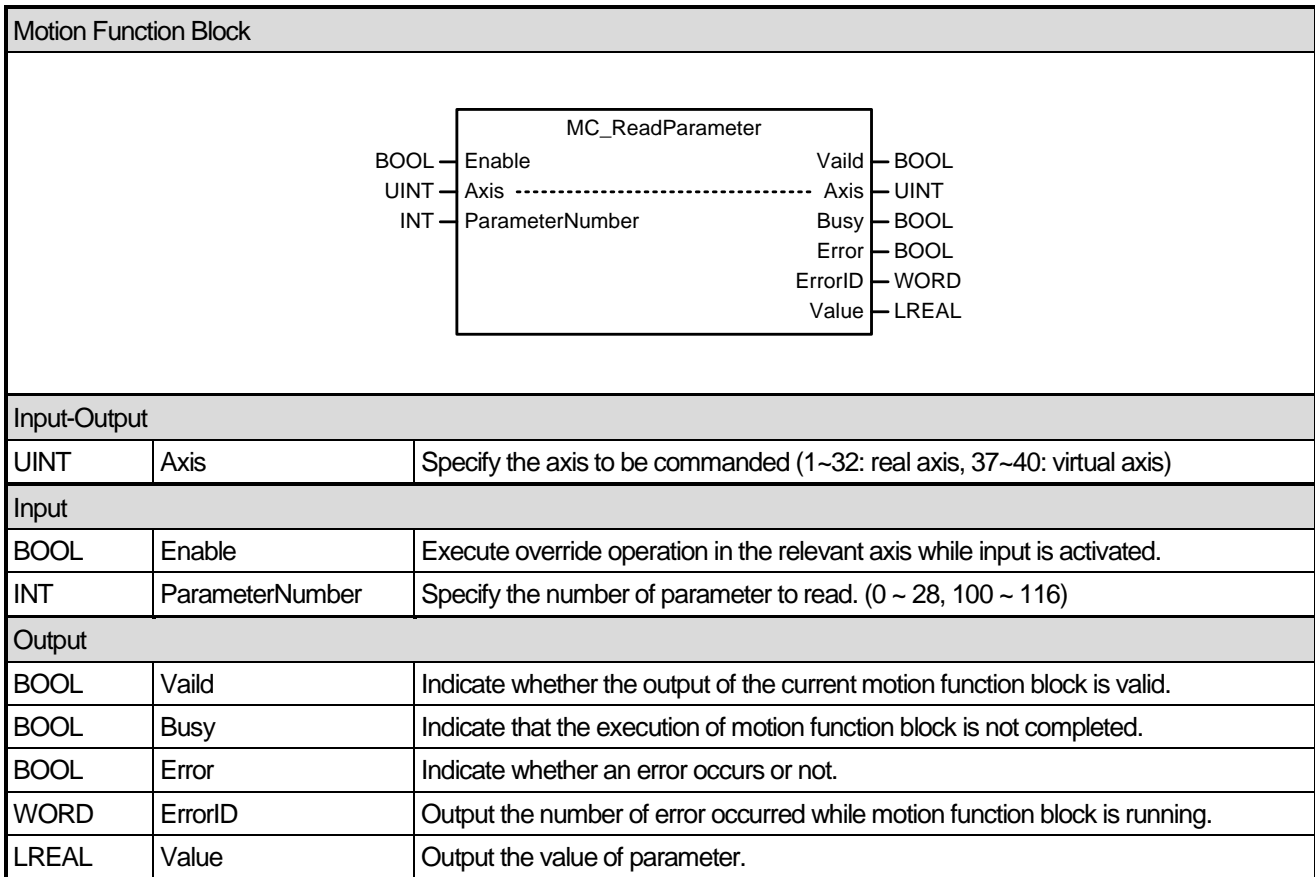 Motion Function Block
MC_ReadParameter
BOOL Enable Vaild BOOL
UINT Axis Axis UINT
INT ParameterNumber Busy BOOL
Error BOOL
ErrorID WORD
Value LREAL
Input-Output
UINT Axis Specify the axis to be commanded (1~32: real axis, 37~40: virtual axis)
Input
BOOL Enable Execute override operation in the relevant axis while input is activated.
INT ParameterNumber Specify the number of parameter to read. (0 ~ 28, 100 ~ 116)
Output
BOOL Vaild Indicate whether the output of the current motion function block is valid.
BOOL Busy Indicate that the execution of motion function block is not completed.
BOOL Error Indicate whether an error occurs or not.
WORD ErrorID Output the number of error occurred while motion function block is running.
LREAL Value Output the value of parameter.